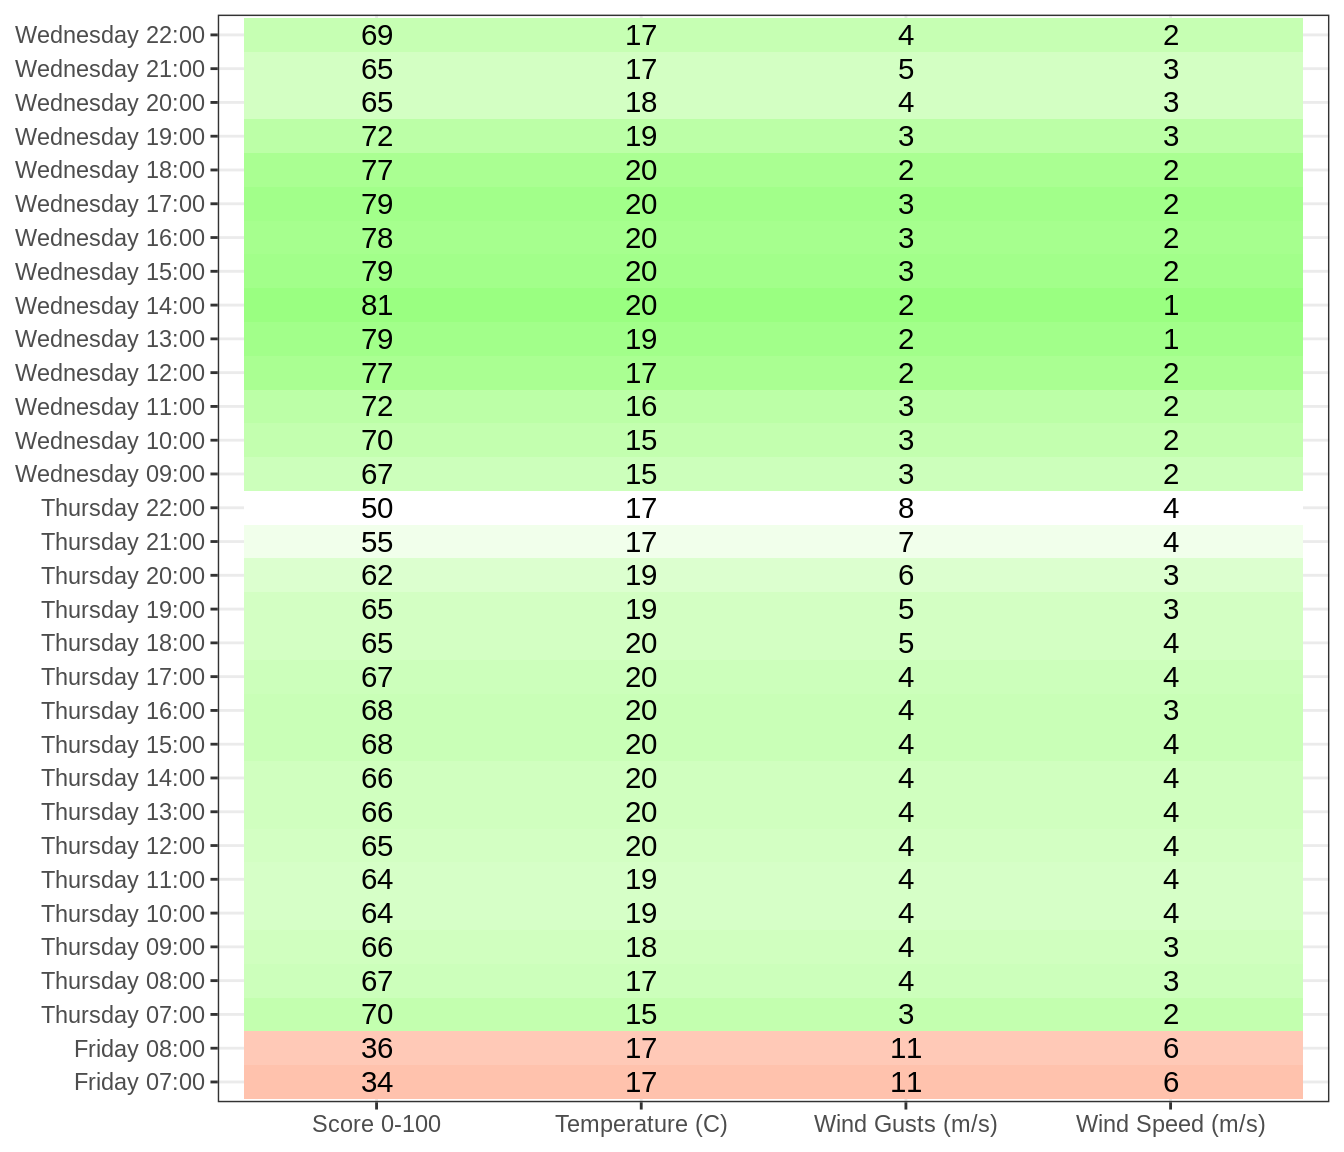 Wednesday 22:00 69 17 4 2
Wednesday 21:00 65 17 5 3
Wednesday 20:00 65 18 4 3
Wednesday 19:00 72 19 3 3
Wednesday 18:00 77 20 2 2
Wednesday 17:00 79 20 3 2
Wednesday 16:00 78 20 3 2
Wednesday 15:00 79 20 3 2
Wednesday 14:00 81 20 2 1
Wednesday 13:00 79 19 2 1
Wednesday 12:00 77 17 2 2
Wednesday 11:00 72 16 3 2
Wednesday 10:00 70 15 3 2
Wednesday 09:00 67 15 3 2
Thursday 22:00 50 17 8 4
Thursday 21:00 55 17 7 4
Thursday 20:00 62 19 6 3
Thursday 19:00 65 19 5 3
Thursday 18:00 65 20 5 4
Thursday 17:00 67 20 4 4
Thursday 16:00 68 20 4 3
Thursday 15:00 68 20 4 4
Thursday 14:00 66 20 4 4
Thursday 13:00 66 20 4 4
Thursday 12:00 65 20 4 4
Thursday 11:00 64 19 4 4
Thursday 10:00 64 19 4 4
Thursday 09:00 66 18 4 3
Thursday 08:00 67 17 4 3
Thursday 07:00 70 15 3 2
Friday 08:00 36 17 11 6
Friday 07:00 34 17 11 6
Score 0-100 Temperature (C) Wind Gusts (m/s) Wind Speed (m/s)